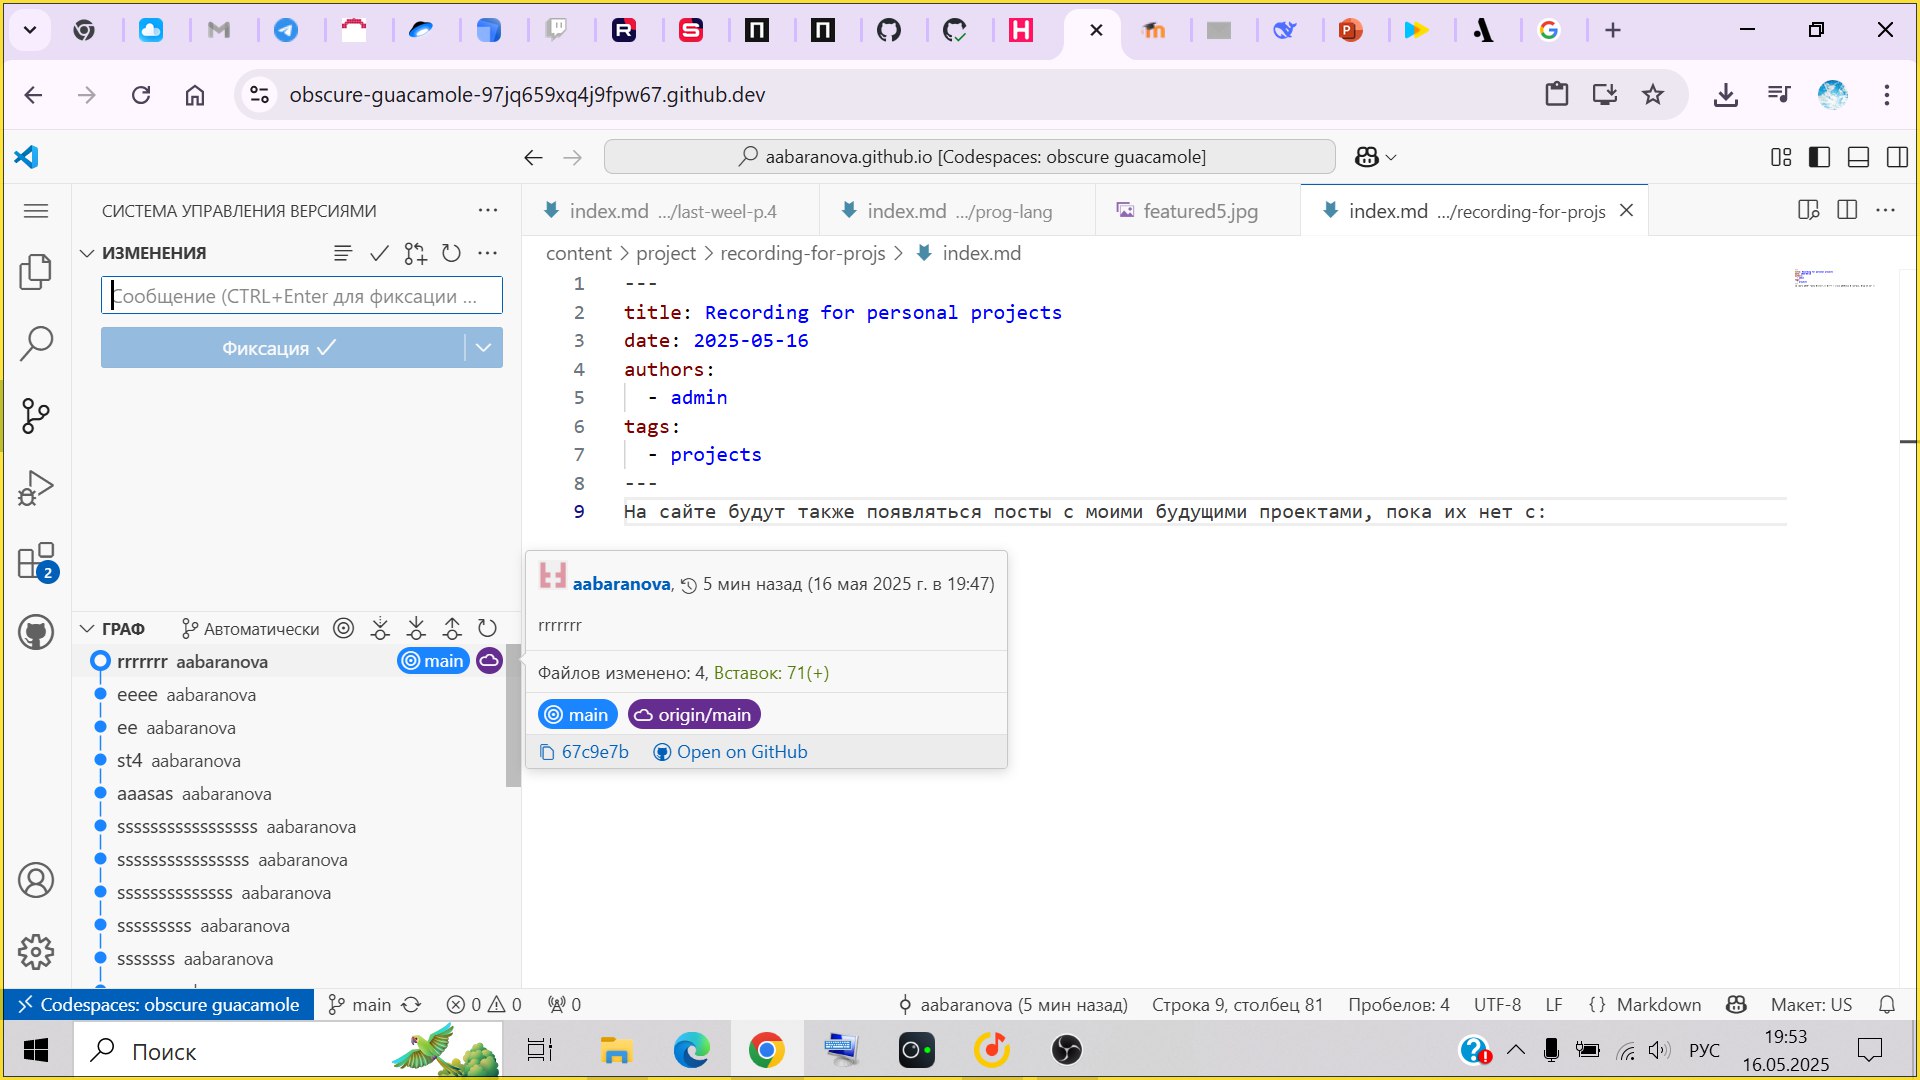 obscure-guacamole-97jq659xq4j9fpw67.github.dev
aabaranova.github.io [Codespaces: obscure guacamole]
СИСТЕМА УПРАВЛЕНИЯ ВЕРСИЯМИ
ИЗМЕНЕНИЯ
Сообщение (CTRL+Enter для фиксации ...
Фиксация
index.md .../last-weel-p.4
index.md .../prog-lang
featured5.jpg
index.md .../recording-for-projs
content > project > recording-for-projs > index.md
1 ---
2 title: Recording for personal projects
3 date: 2025-05-16
4 authors:
5 - admin
6 tags:
7 - projects
8 ---
9 На сайте будут также появляться посты с моими будущими проектами, пока их нет с:
2
aabaranova, 5 мин назад (16 мая 2025 г. в 19:47)
rrrrrrr
Файлов изменено: 4, Вставок: 71(+)
main origin/main
67c9e7b Open on GitHub
ГРАФ Автоматически
rrrrrrr aabaranova main
eeee aabaranova
ee aabaranova
st4 aabaranova
aaasas aabaranova
sssssssssssssssss aabaranova
ssssssssssssssss aabaranova
ssssssssssssss aabaranova
sssssssss aabaranova
sssssss aabaranova
Codespaces: obscure guacamole main 0 0 0 aabaranova (5 мин назад) Строка 9, столбец 81 Пробелов: 4 UTF-8 LF {} Markdown Макет: US
Поиск
РУС
19:53
16.05.2025